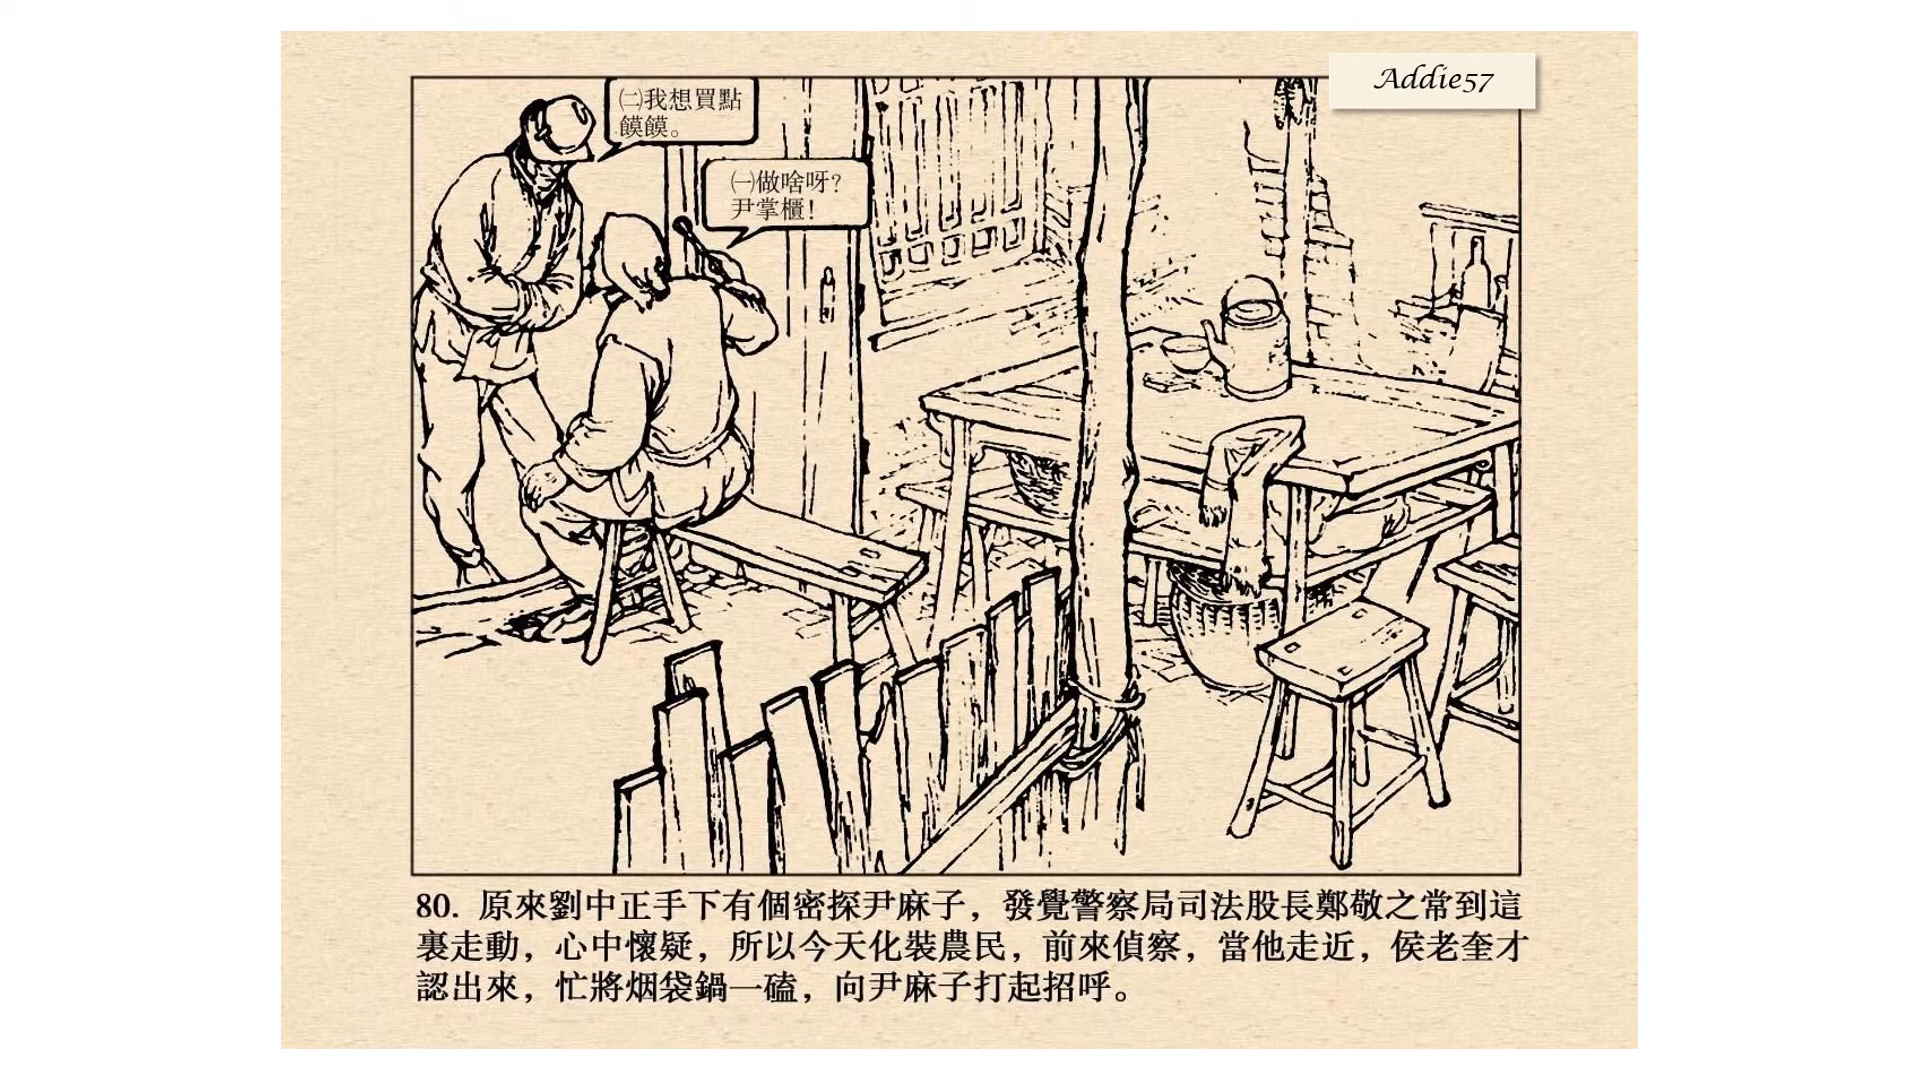 Addie57
㈡我想買點
饃饃。
㈠做啥呀?
尹掌櫃!
80. 原來劉中正手下有個密探尹麻子，發覺警察局司法股長鄭敬之常到這
裏走動，心中懷疑，所以今天化裝農民，前來偵察，當他走近，侯老奎才
認出來，忙將烟袋鍋一磕，向尹麻子打起招呼。